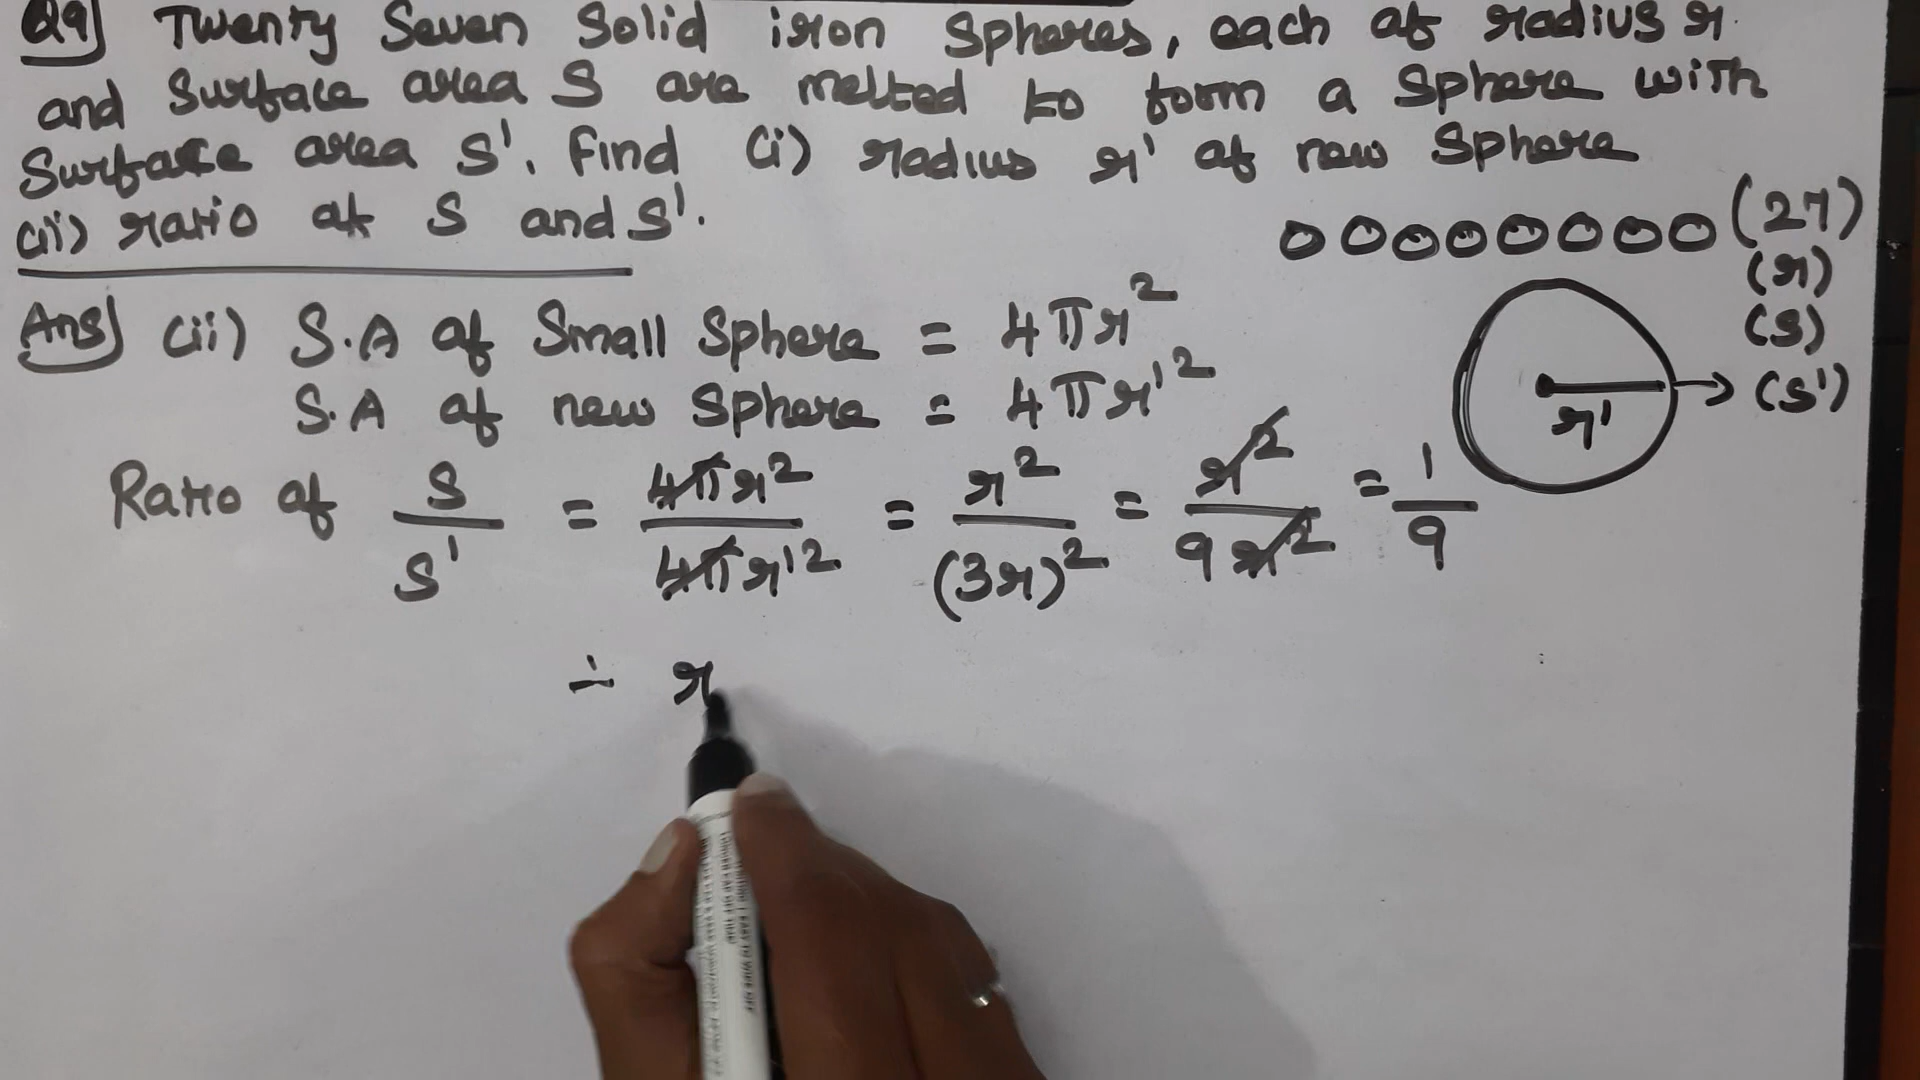 Q9) Twenty Seven Solid iron Spheres, each of radius r
and Surface area S are melted to form a Sphere with
Surface area S'. Find (i) radius r' of new Sphere
(ii) ratio of S and S'.
(27)
(r)
(S)
r' → (S')
Ans) (ii) S.A of Small Sphere = 4πr²
S.A of new Sphere = 4πr'²
Ratio of S/S' = 4πr²/4πr'² = r²/(3r)² = r²/9r² = 1/9
∴ r